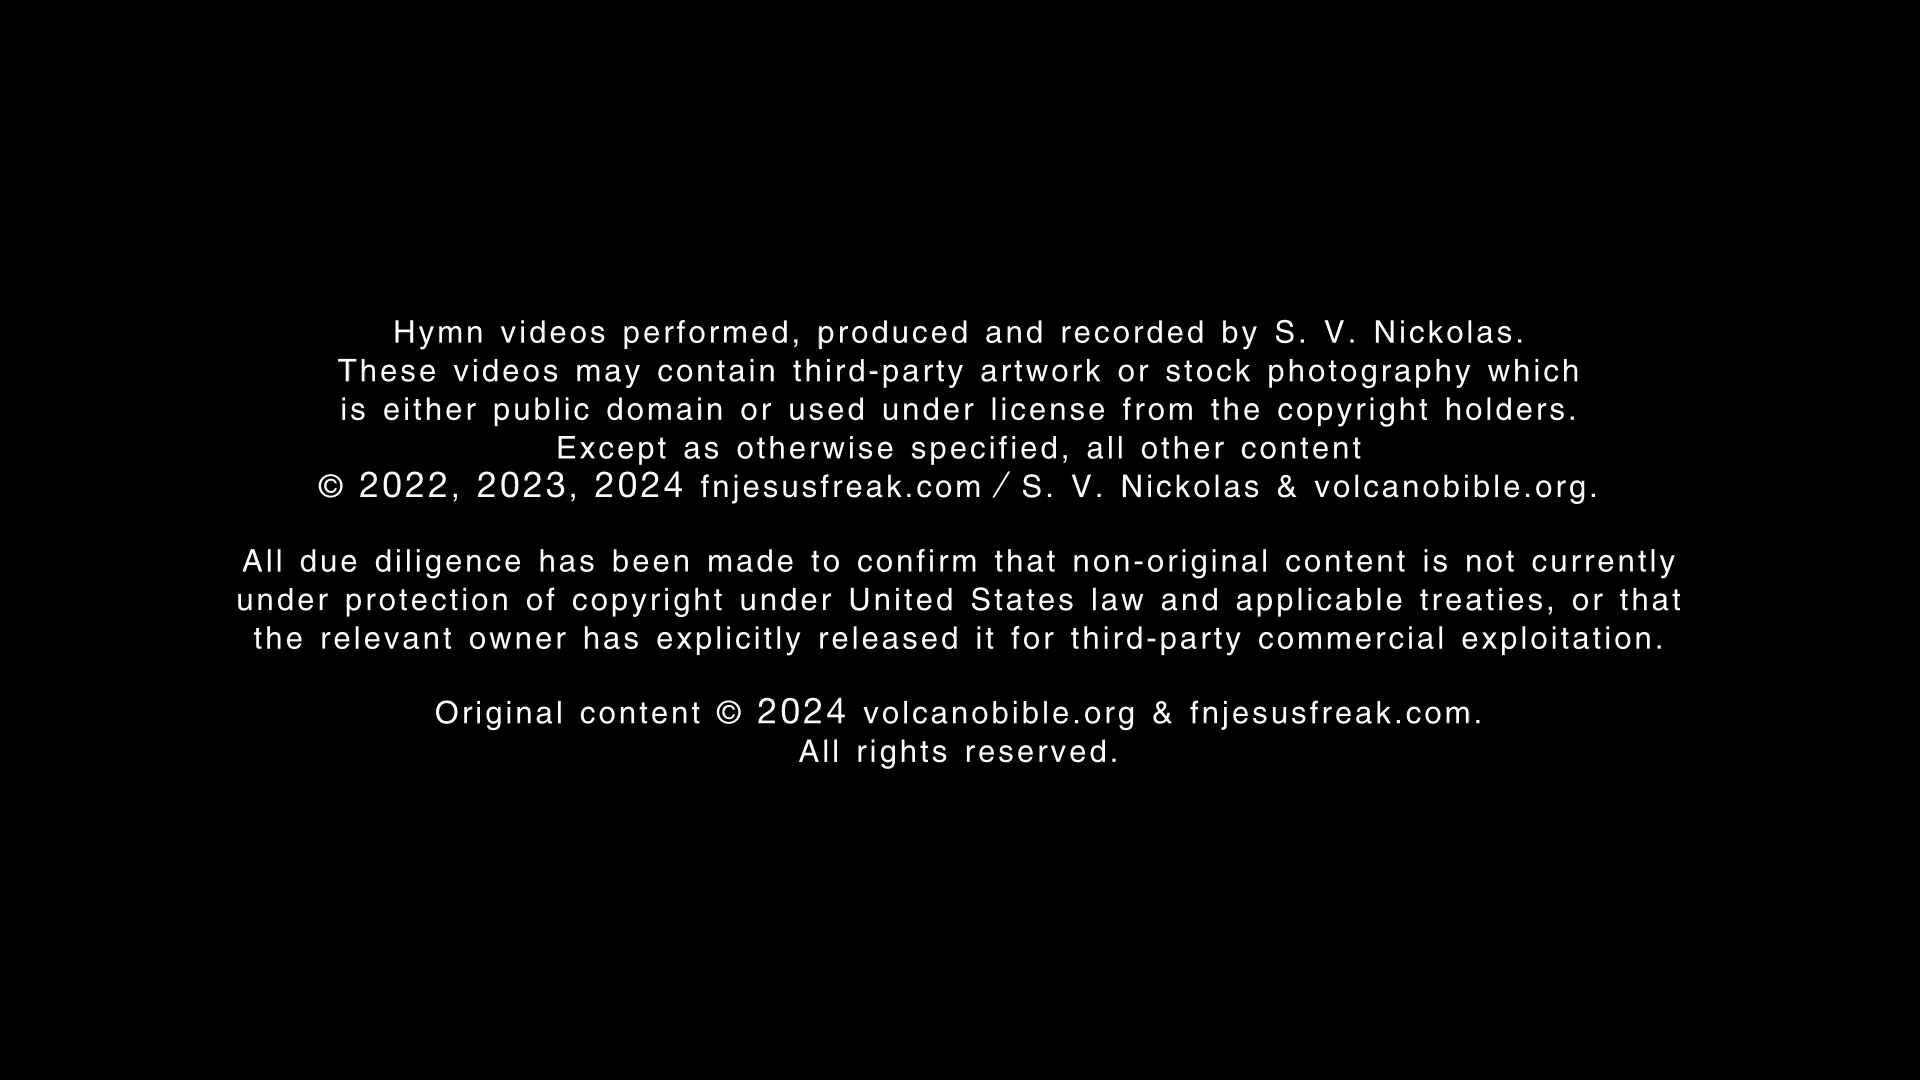 Hymn videos performed, produced and recorded by S. V. Nickolas.
These videos may contain third-party artwork or stock photography which
is either public domain or used under license from the copyright holders.
Except as otherwise specified, all other content
© 2022, 2023, 2024 fnjesusfreak.com / S. V. Nickolas & volcanobible.org.
All due diligence has been made to confirm that non-original content is not currently
under protection of copyright under United States law and applicable treaties, or that
the relevant owner has explicitly released it for third-party commercial exploitation.
Original content © 2024 volcanobible.org & fnjesusfreak.com.
All rights reserved.